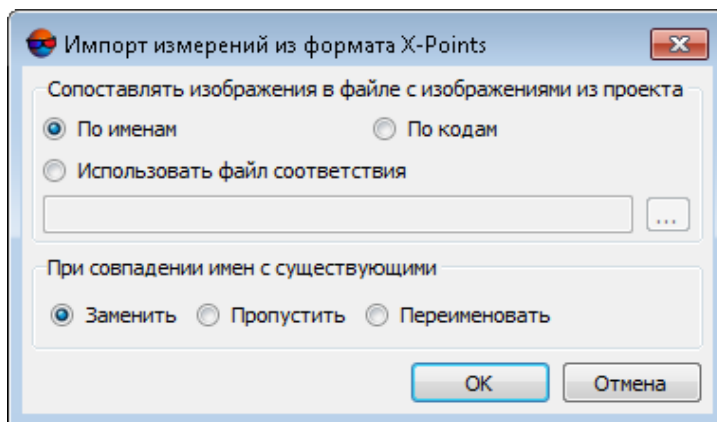 Импорт измерений из формата X-Points
Сопоставлять изображения в файле с изображениями из проекта
По именам По кодам
Использовать файл соответствия
...
При совпадении имен с существующими
Заменить Пропустить Переименовать
OK Отмена